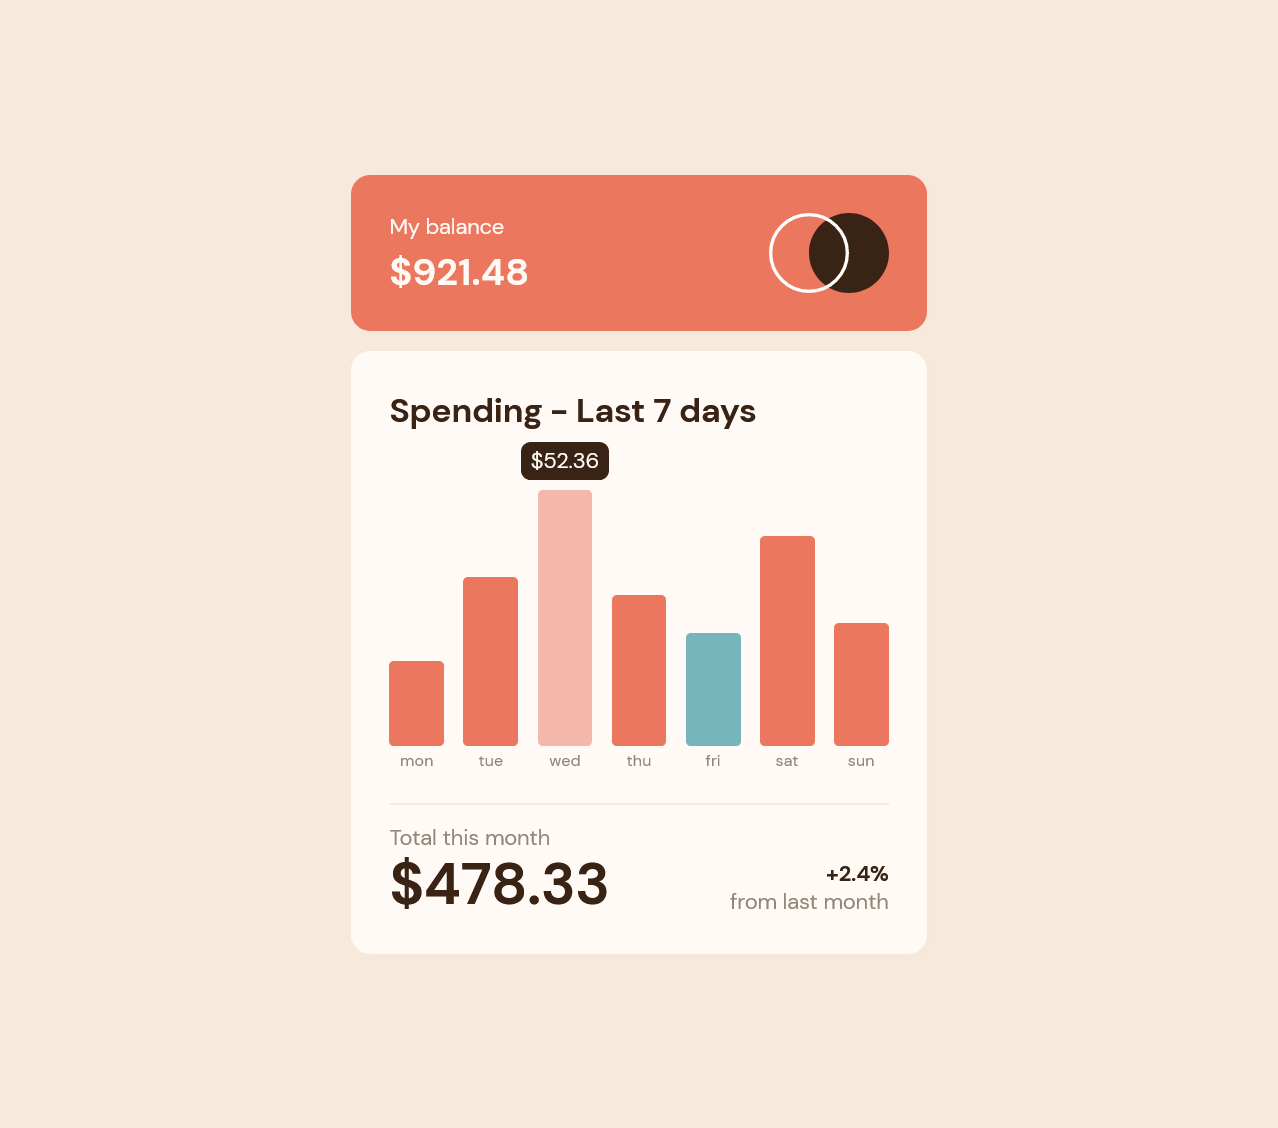 My balance
$921.48
Spending – Last 7 days
$52.36
mon tue wed thu fri sat sun
Total this month
$478.33
+2.4%
from last month